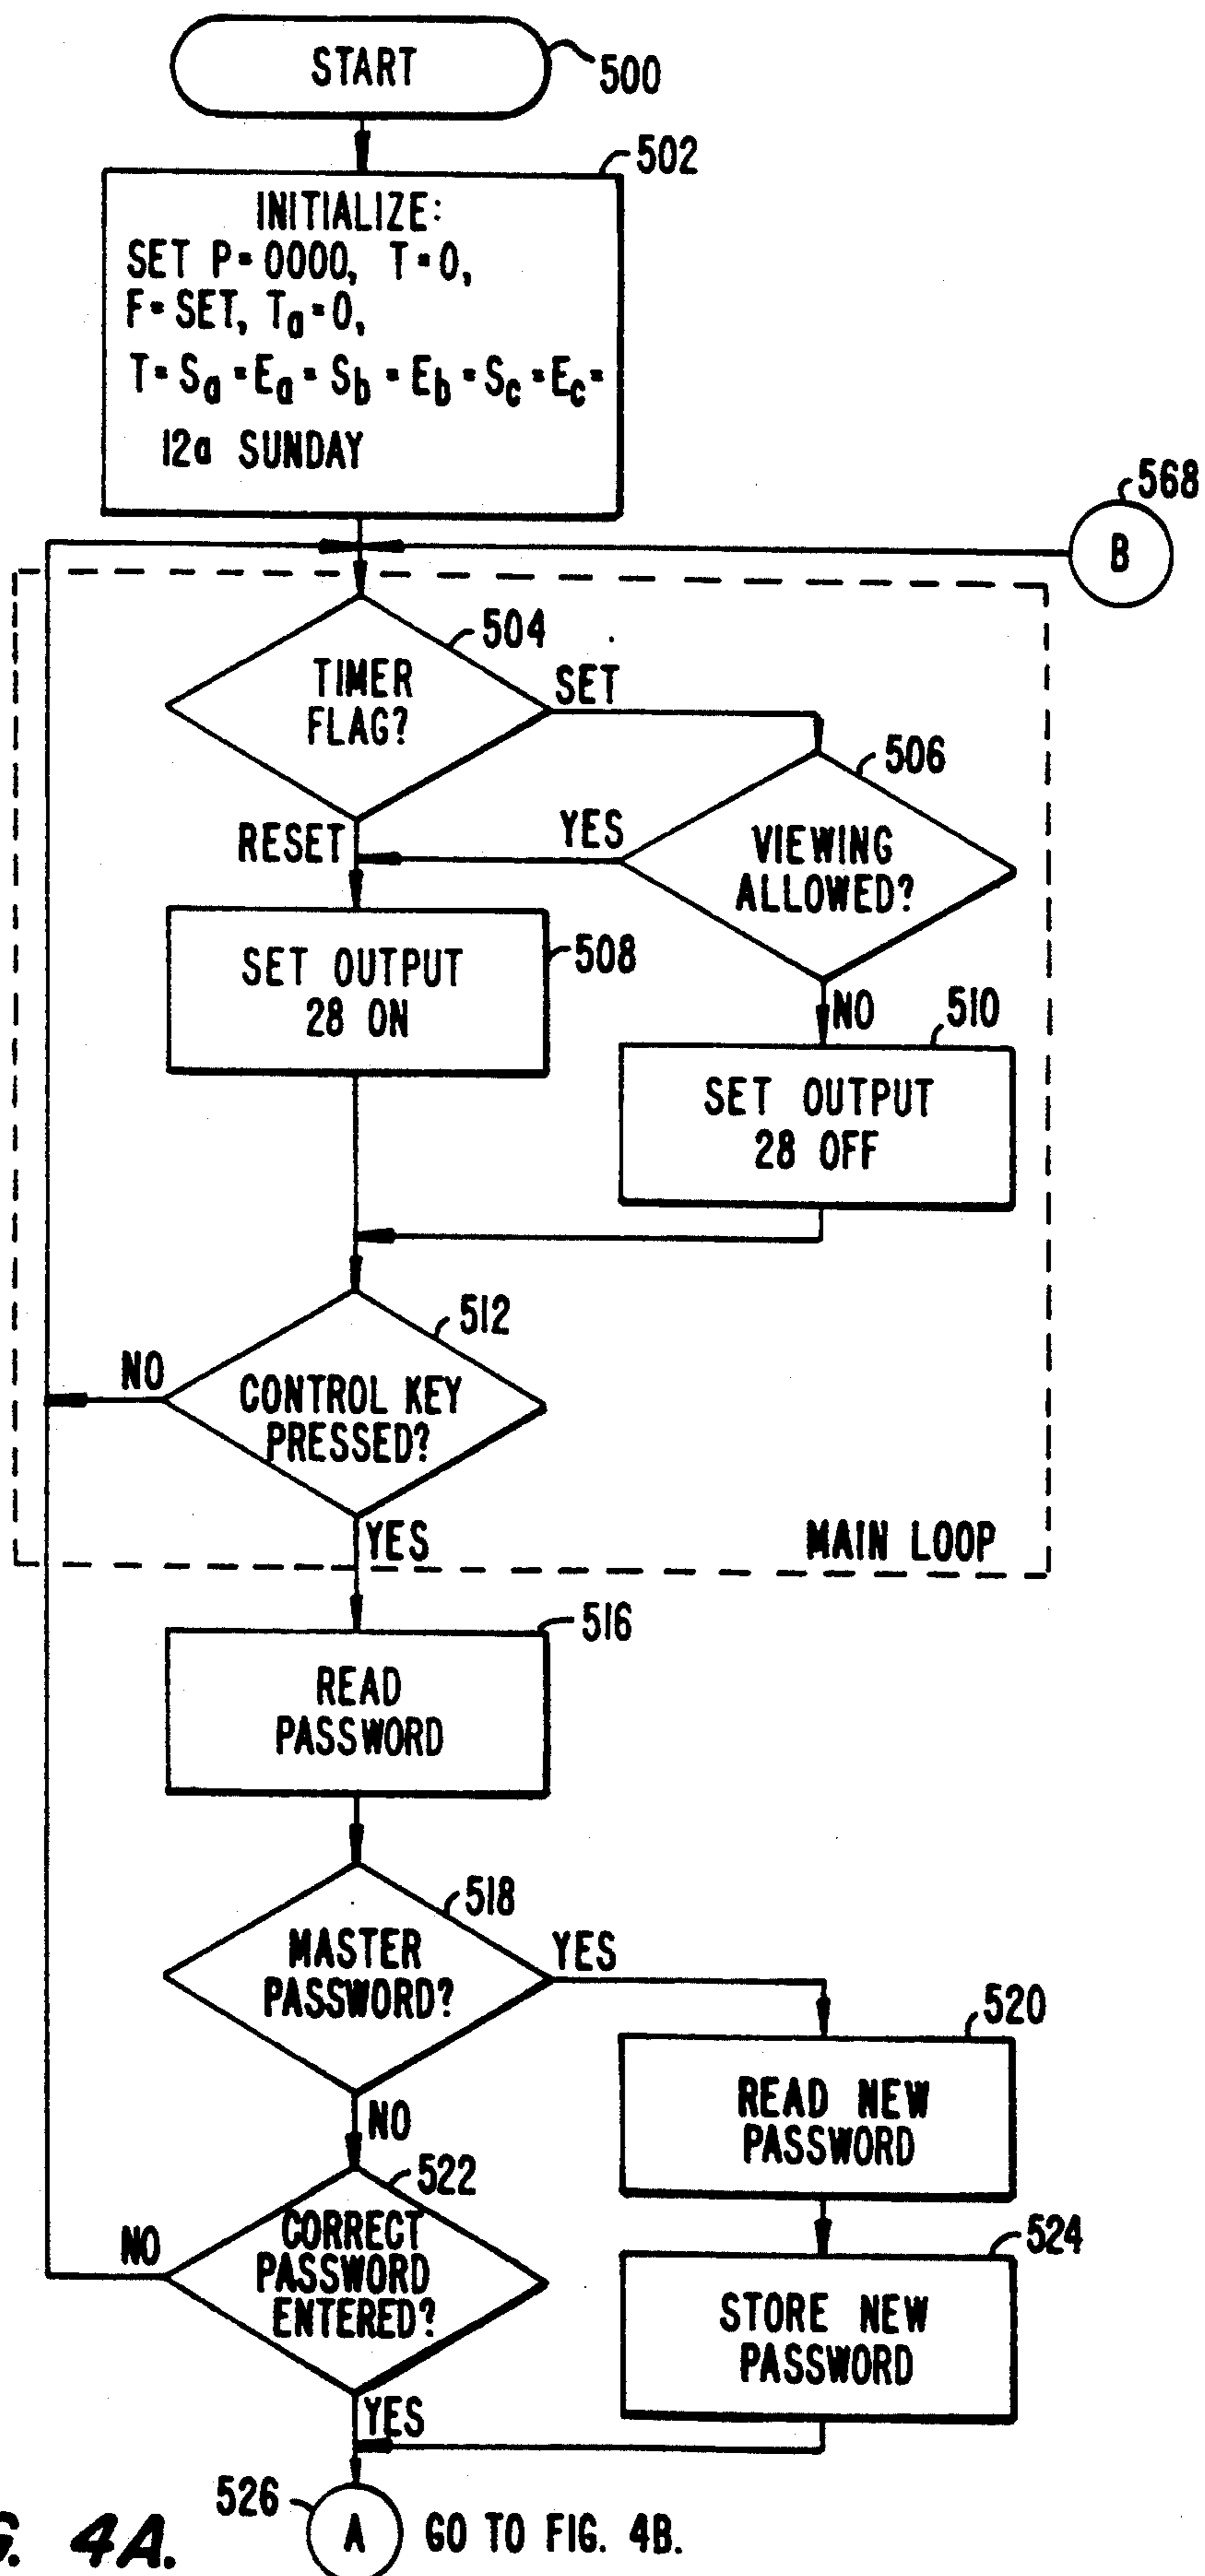 START
500
502
INITIALIZE:
SET P=0000, T=0,
F=SET, Ta=0,
T=Sa=Ea=Sb=Eb=Sc=Ec=
12a SUNDAY
568
B
504
TIMER
FLAG?
SET
506
VIEWING
ALLOWED?
YES
RESET
508
SET OUTPUT
28 ON
NO
510
SET OUTPUT
28 OFF
512
CONTROL KEY
PRESSED?
NO
YES
MAIN LOOP
516
READ
PASSWORD
518
MASTER
PASSWORD?
YES
520
READ NEW
PASSWORD
NO
522
CORRECT
PASSWORD
ENTERED?
NO
524
STORE NEW
PASSWORD
YES
526
A
GO TO FIG. 4B.
G. 4A.